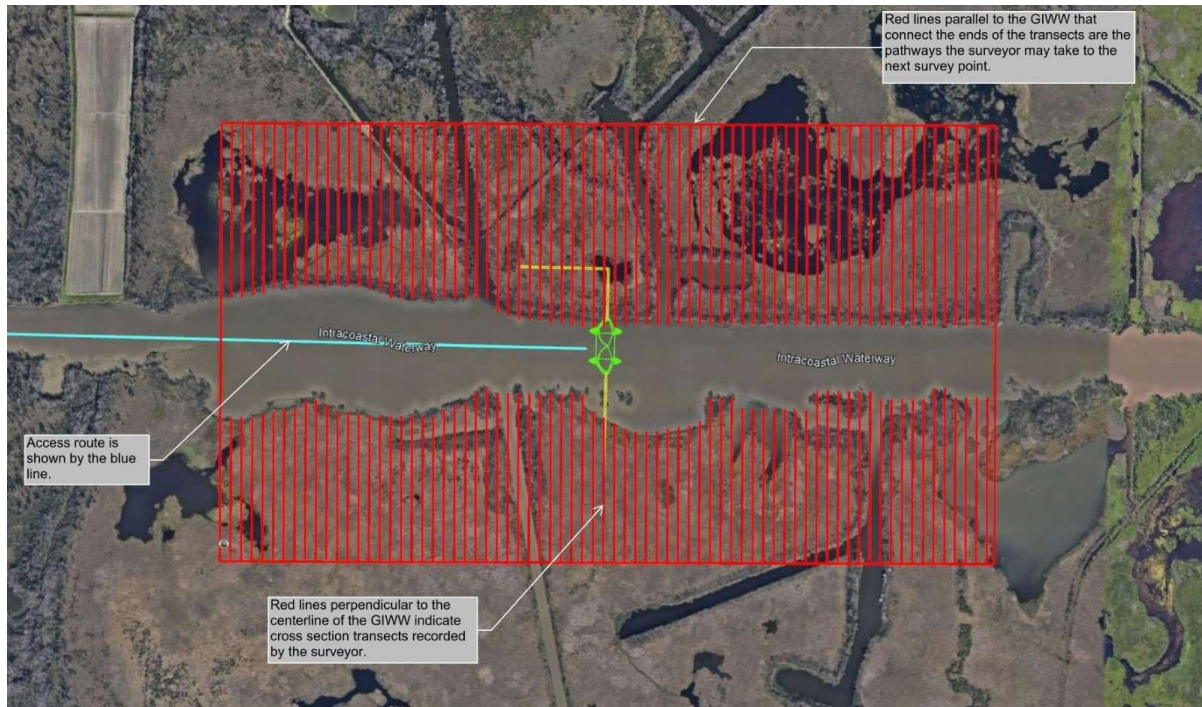 Red lines parallel to the GIWW that
connect the ends of the transects are the
pathways the surveyor may take to the
next survey point.
Intracoastal Waterway
Intracoastal Waterway
Access route is
shown by the blue
line.
Red lines perpendicular to the
centerline of the GIWW indicate
cross section transects recorded
by the surveyor.